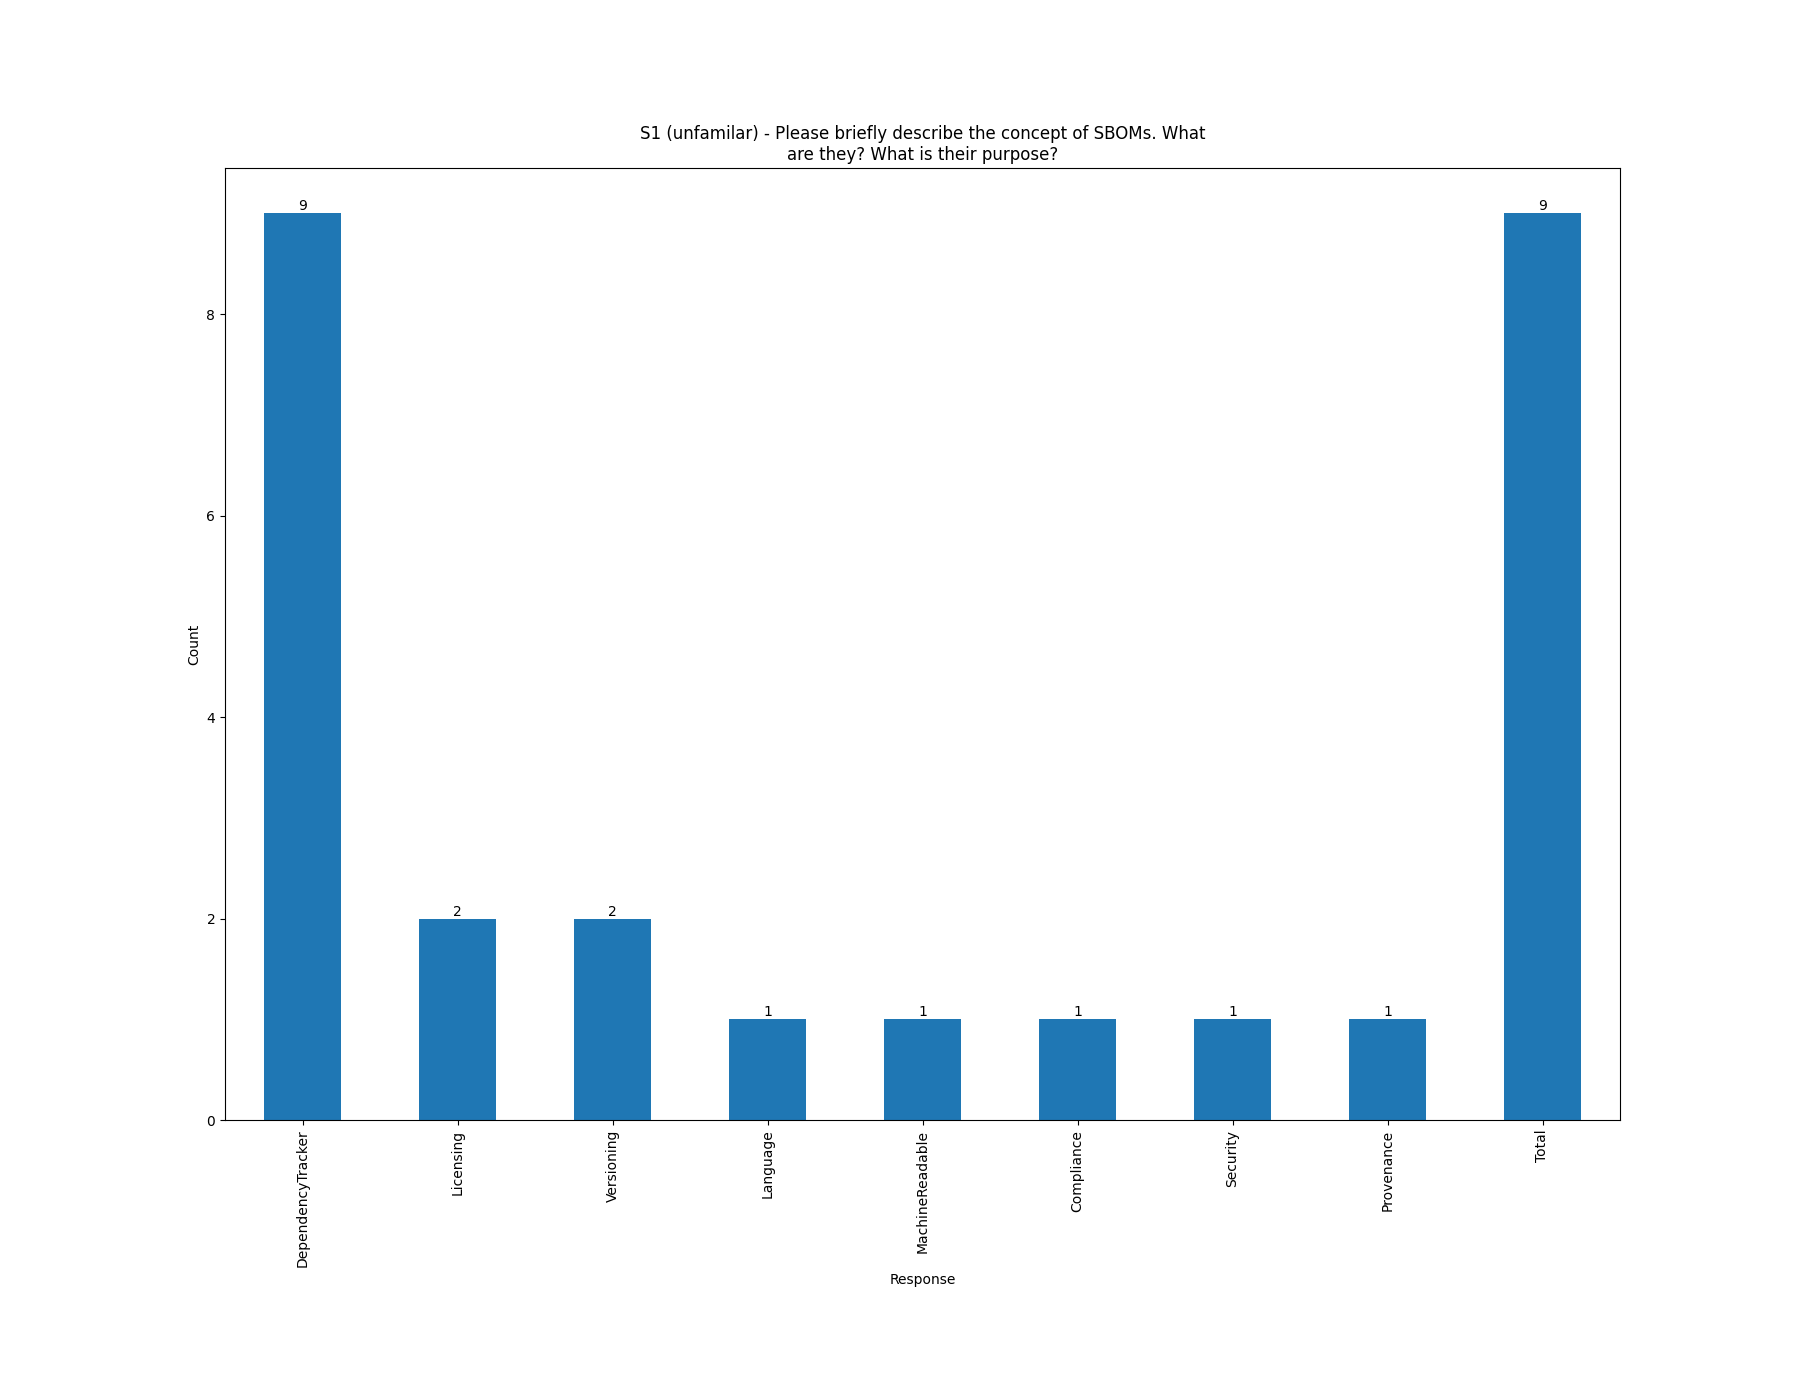 S1 (unfamilar) - Please briefly describe the concept of SBOMs. What
are they? What is their purpose?
9
9
8
6
4
2
2
2
1
1
1
1
1
0
Count
DependencyTracker
Licensing
Versioning
Language
MachineReadable
Compliance
Security
Provenance
Total
Response